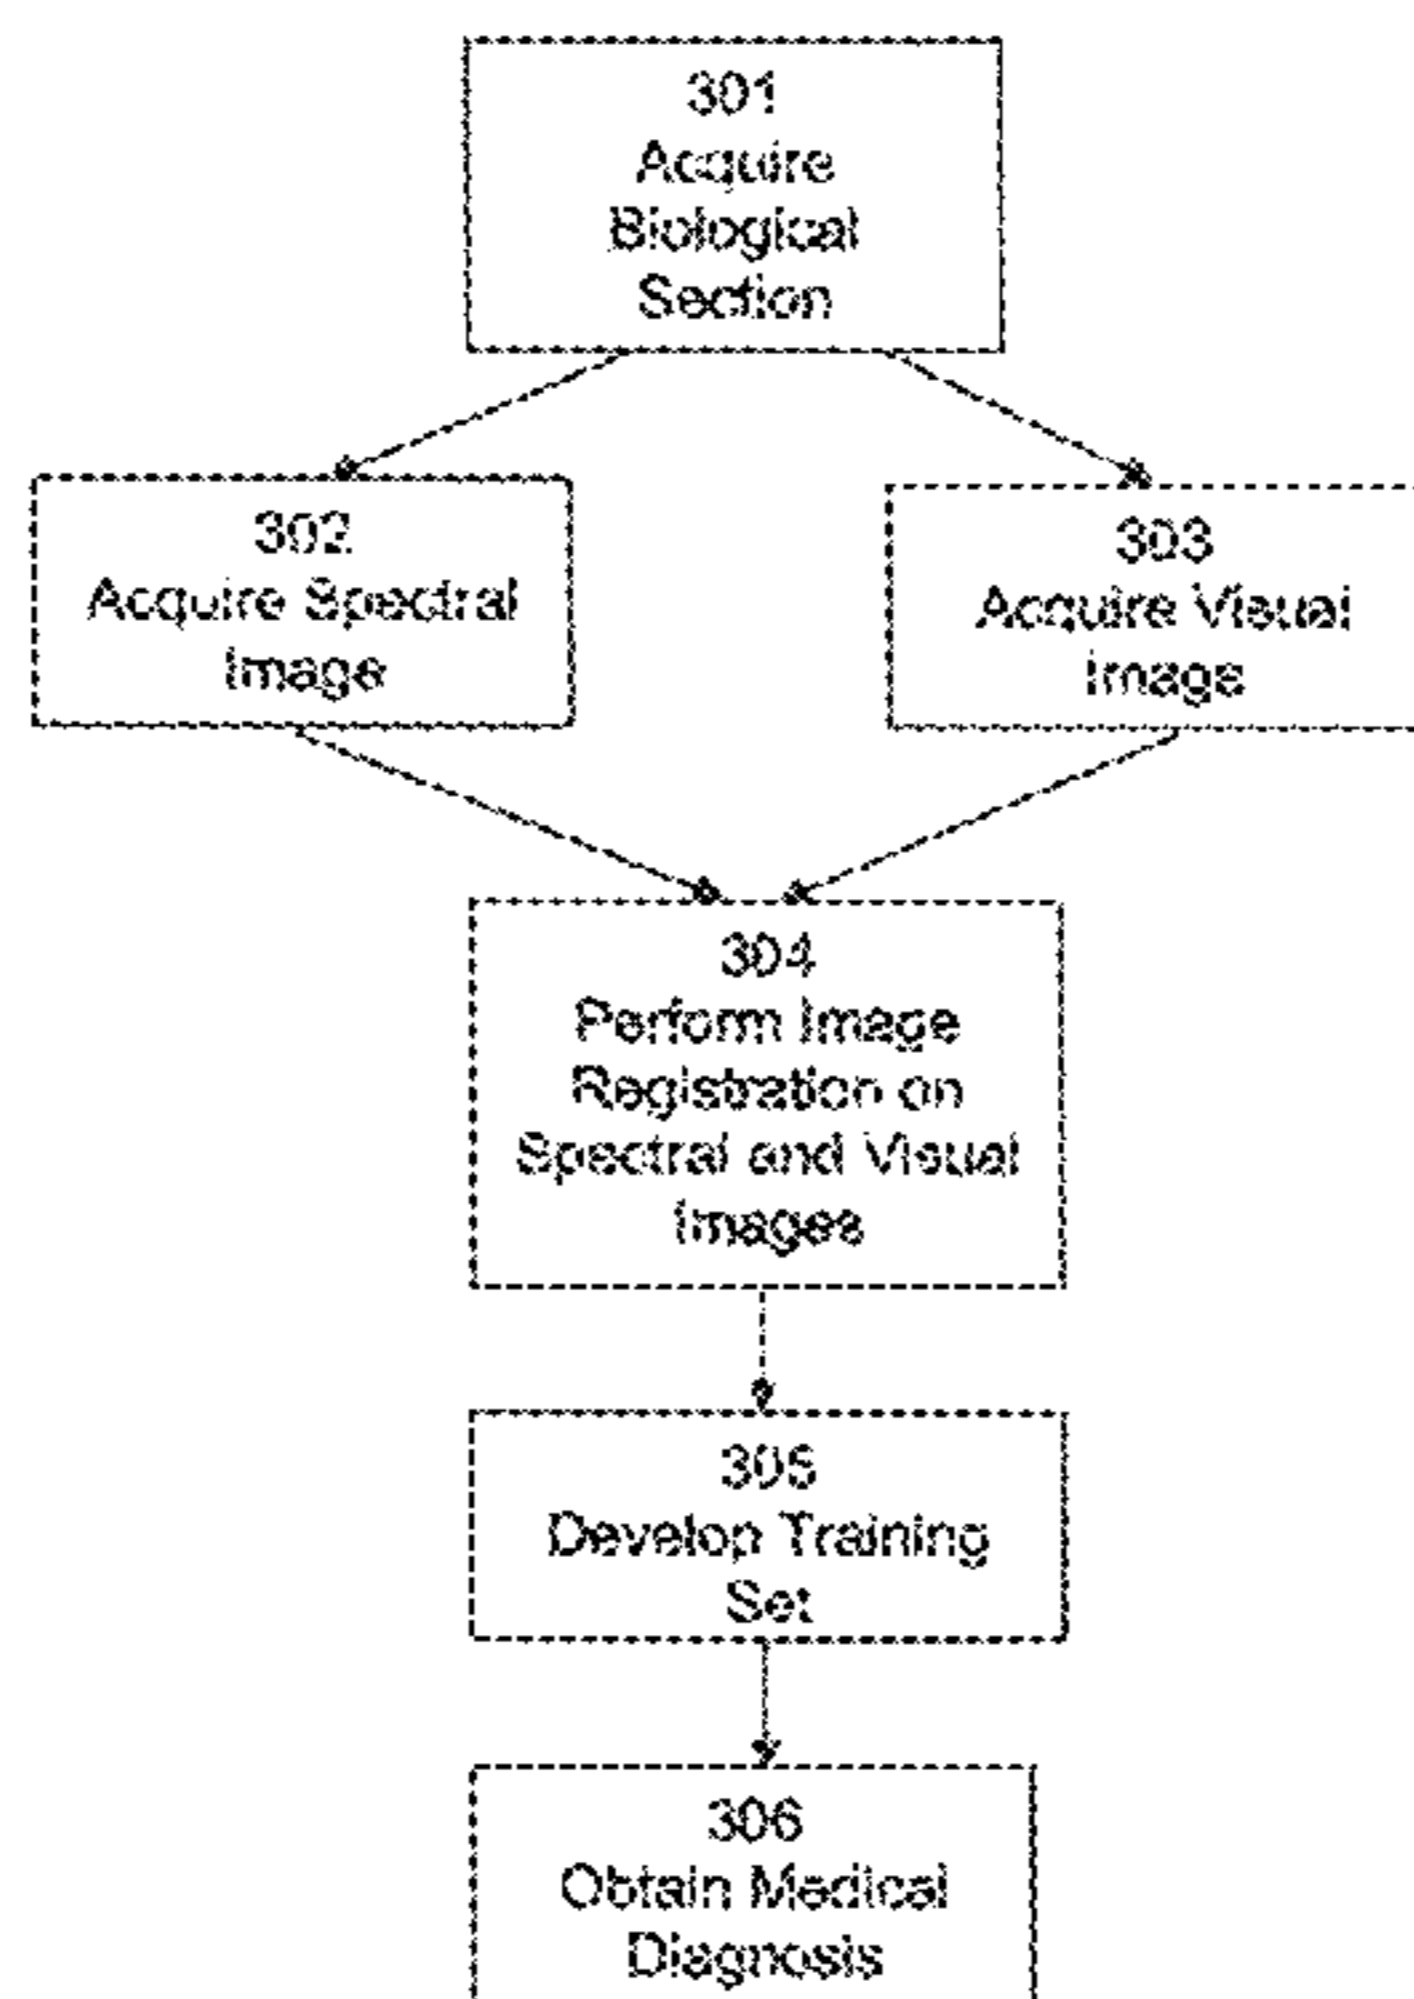 301
Acquire
Biological
Section
302
Acquire Spectral
Image
303
Acquire Visual
Image
304
Perform Image
Registration on
Spectral and Visual
Images
305
Develop Training
Set
306
Obtain Medical
Diagnosis